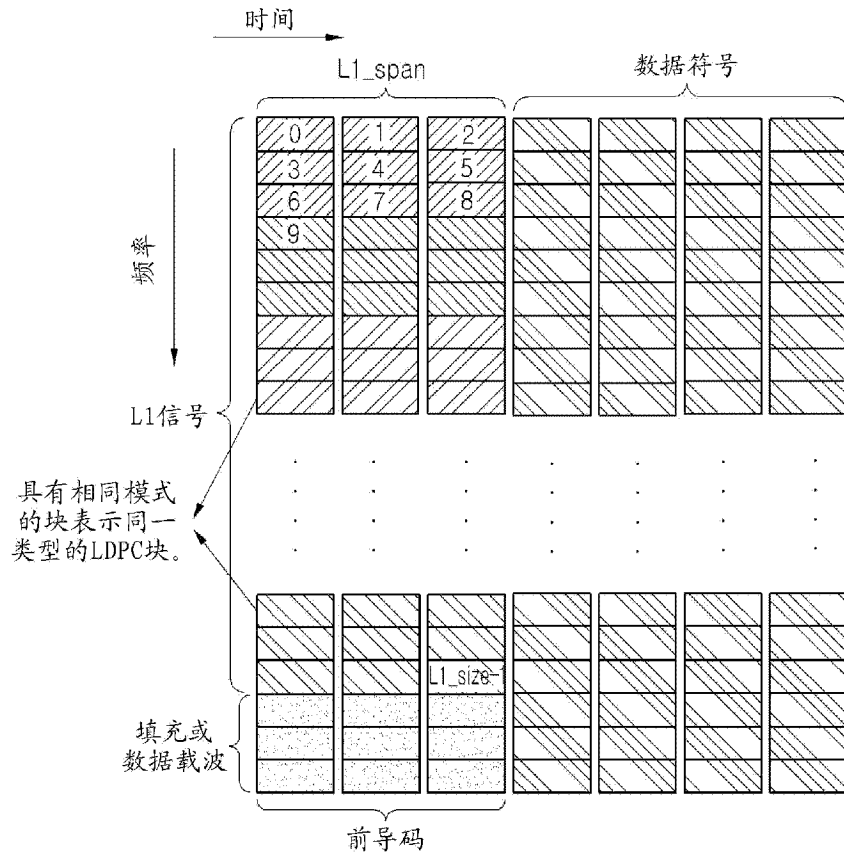 时间
L1_span
数据符号
0
1
2
3
4
5
6
7
8
9
频率
L1信号
具有相同模式
的块表示同一
类型的LDPC块。
L1_size-1
填充或
数据载波
前导码